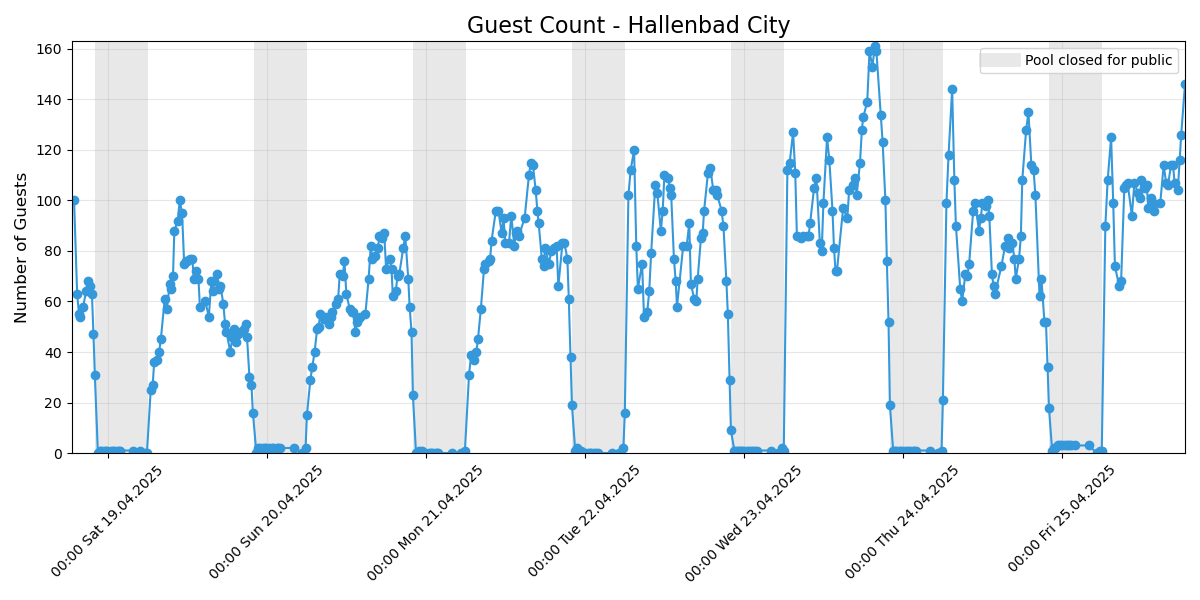 Guest Count - Hallenbad City
Pool closed for public
Number of Guests
160
140
120
100
80
60
40
20
0
00:00 Sat 19.04.2025
00:00 Sun 20.04.2025
00:00 Mon 21.04.2025
00:00 Tue 22.04.2025
00:00 Wed 23.04.2025
00:00 Thu 24.04.2025
00:00 Fri 25.04.2025